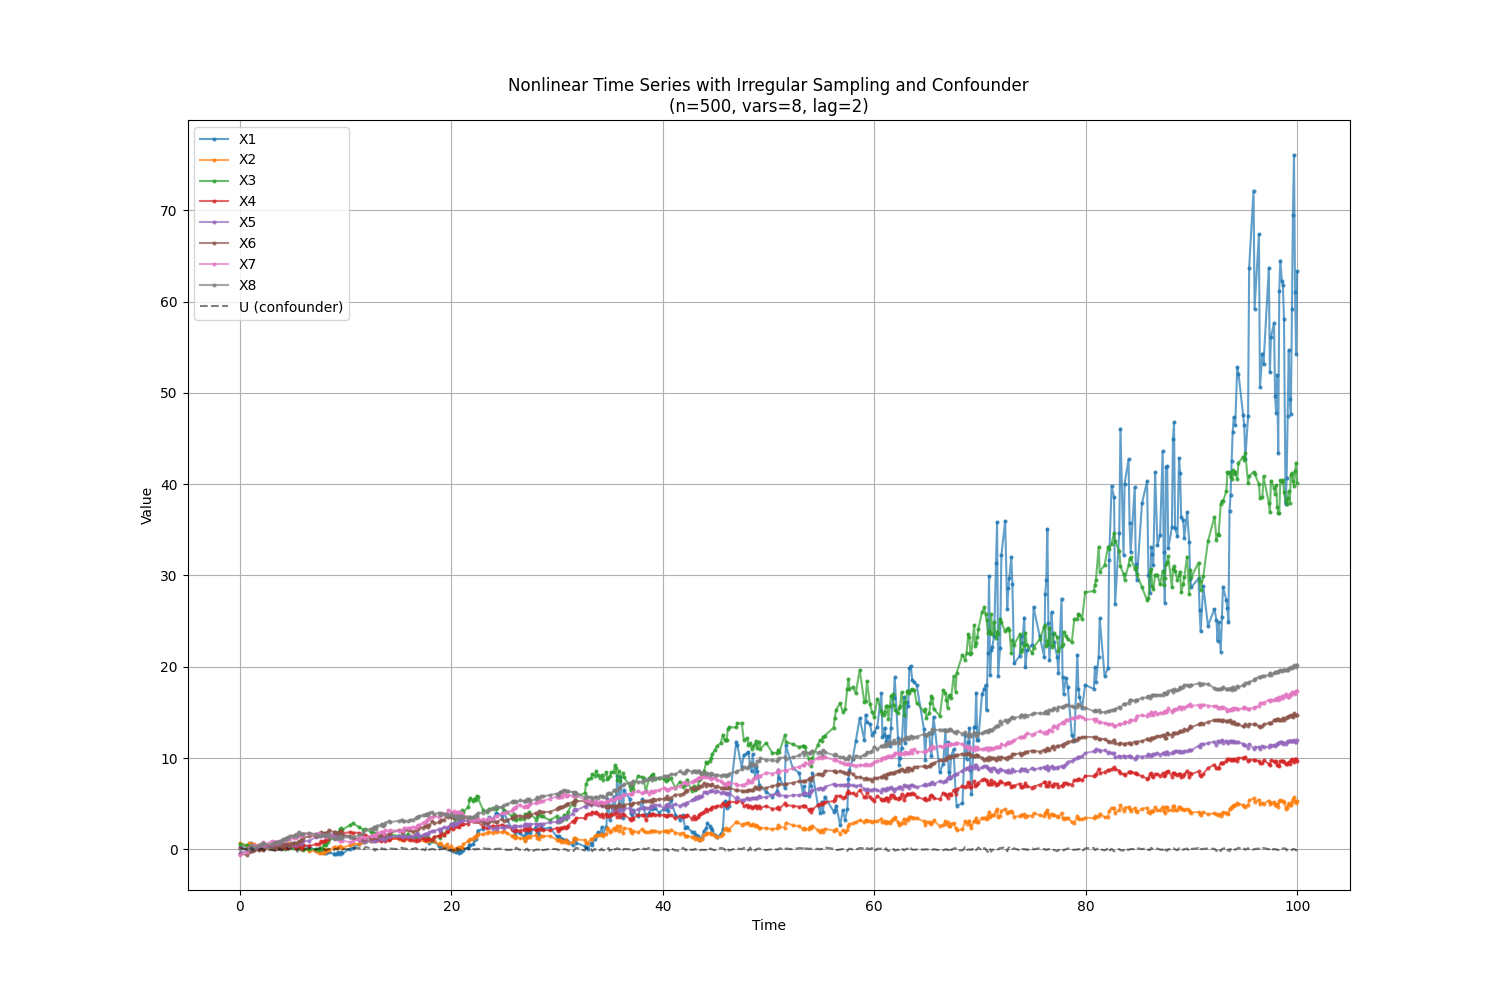 Nonlinear Time Series with Irregular Sampling and Confounder
(n=500, vars=8, lag=2)
X1
X2
X3
X4
X5
X6
X7
X8
U (confounder)
Value
70
60
50
40
30
20
10
0
0 20 40 60 80 100
Time